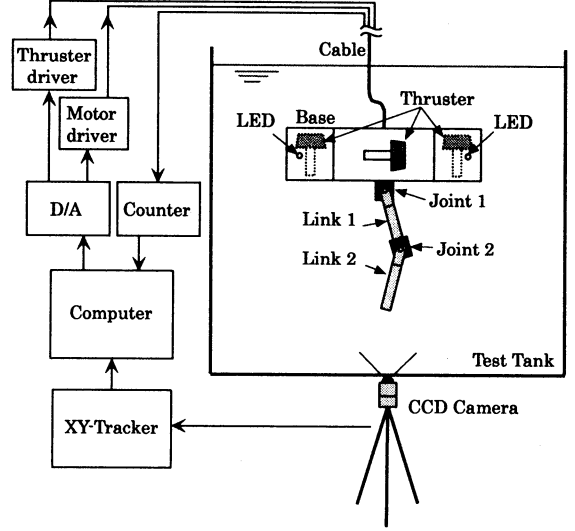 Cable
Thruster
driver
Motor
driver
Thruster
LED
Base
LED
D/A
Counter
Joint 1
Link 1
Joint 2
Link 2
Computer
Test Tank
CCD Camera
XY-Tracker